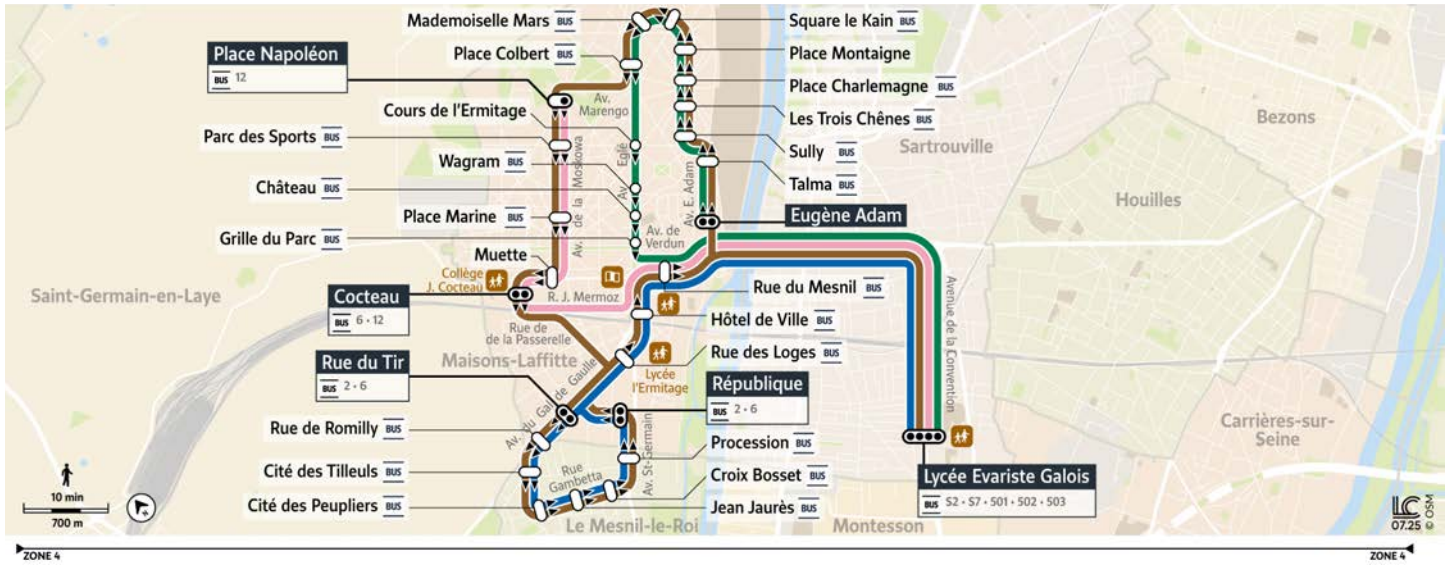 Mademoiselle Mars BUS
Square le Kain BUS
Place Napoléon
BUS 12
Place Colbert BUS
Place Montaigne
Place Charlemagne BUS
Av. Marengo
Cours de l'Ermitage
Les Trois Chênes BUS
Bezons
Parc des Sports BUS
Sully BUS
Sartrouville
Wagram BUS
Av. Eglé
Talma BUS
Château BUS
Av. de la Moskowa
Av. E. Adam
Houilles
Place Marine BUS
Eugène Adam
Grille du Parc BUS
Av. de Verdun
Muette
Collège J. Cocteau
Saint-Germain-en-Laye
Cocteau
BUS 6 • 12
R. J. Mermoz
Rue du Mesnil BUS
Avenue de la Convention
Rue de
de la Passerelle
Hôtel de Ville BUS
Maisons-Laffitte
Rue des Loges BUS
Rue du Tir
BUS 2 • 6
Lycée l'Ermitage
République
BUS 2 • 6
Av. du Gal de Gaulle
Rue de Romilly BUS
Procession BUS
Carrières-sur-Seine
Cité des Tilleuls BUS
Rue Gambetta
Av. St-Germain
Croix Bosset BUS
Lycée Evariste Galois
BUS S2 • S7 • 501 • 502 • 503
Cité des Peupliers BUS
Jean Jaurès BUS
10 min
700 m
Le Mesnil-le-Roi
Montesson
LC
07.25
© OSM
ZONE 4
ZONE 4